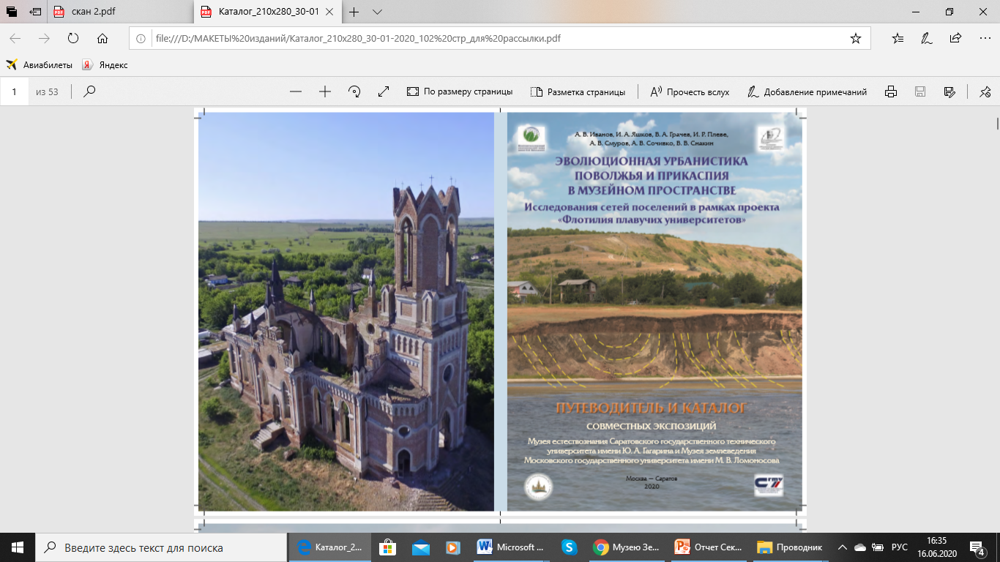 скан 2.pdf
Каталог_210x280_30-01
file:///D:/МАКЕТЫ%20изданий/Каталог_210x280_30-01-2020_102%20стр_для%20рассылки.pdf
Авиабилеты
Яндекс
1 из 53
По размеру страницы
Разметка страницы
Прочесть вслух
Добавление примечаний
А. В. Иванов, И. А. Яшков, В. А. Грачев, И. Р. Плеве,
А. В. Смуров, А. В. Сочивко, В. В. Снакин
ЭВОЛЮЦИОННАЯ УРБАНИСТИКА
ПОВОЛЖЬЯ И ПРИКАСПИЯ
В МУЗЕЙНОМ ПРОСТРАНСТВЕ
Исследования сетей поселений в рамках проекта
«Флотилия плавучих университетов»
ПУТЕВОДИТЕЛЬ И КАТАЛОГ
СОВМЕСТНЫХ ЭКСПОЗИЦИЙ
Музея естествознания Саратовского государственного технического
университета имени Ю. А. Гагарина и Музея землеведения
Московского государственного университета имени М. В. Ломоносова
Москва — Саратов
2020
СГТУ
Введите здесь текст для поиска
Каталог_2...
Microsoft ...
Музею Зе...
Отчет Сек...
Проводник
РУС
16:35
16.06.2020
4